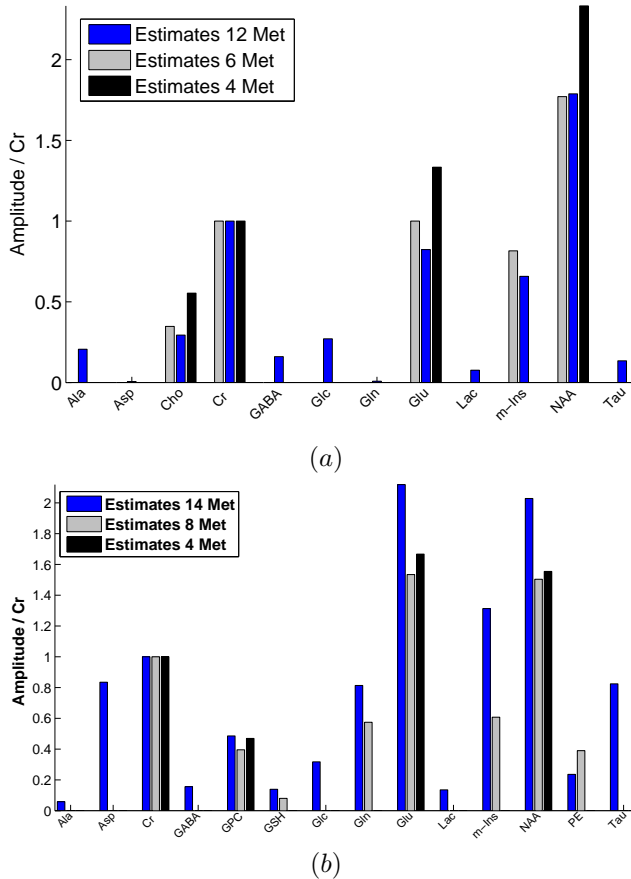 Estimates 12 Met
Estimates 6 Met
Estimates 4 Met
Amplitude / Cr
2
1.5
1
0.5
0
Ala Asp Cho Cr GABA Glc Gln Glu Lac m−Ins NAA Tau
(a)
Estimates 14 Met
Estimates 8 Met
Estimates 4 Met
Amplitude / Cr
2
1.8
1.6
1.4
1.2
1
0.8
0.6
0.4
0.2
0
Ala Asp Cr GABA GPC GSH Glc Gln Glu Lac m−Ins NAA PE Tau
(b)